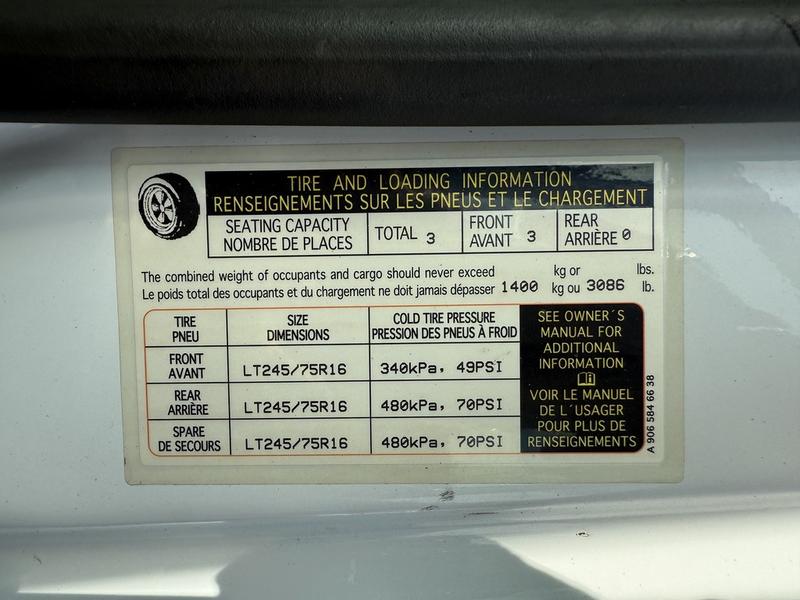 TIRE AND LOADING INFORMATION
RENSEIGNEMENTS SUR LES PNEUS ET LE CHARGEMENT
SEATING CAPACITY
NOMBRE DE PLACES
TOTAL 3
FRONT
AVANT 3
REAR
ARRIÈRE 0
The combined weight of occupants and cargo should never exceed kg or lbs.
Le poids total des occupants et du chargement ne doit jamais dépasser 1400 kg ou 3086 lb.
TIRE
PNEU
SIZE
DIMENSIONS
COLD TIRE PRESSURE
PRESSION DES PNEUS À FROID
FRONT
AVANT
LT245/75R16
340kPa, 49PSI
REAR
ARRIÈRE
LT245/75R16
480kPa, 70PSI
SPARE
DE SECOURS
LT245/75R16
480kPa, 70PSI
SEE OWNER´S
MANUAL FOR
ADDITIONAL
INFORMATION
VOIR LE MANUEL
DE L´USAGER
POUR PLUS DE
RENSEIGNEMENTS
A 906 584 66 38